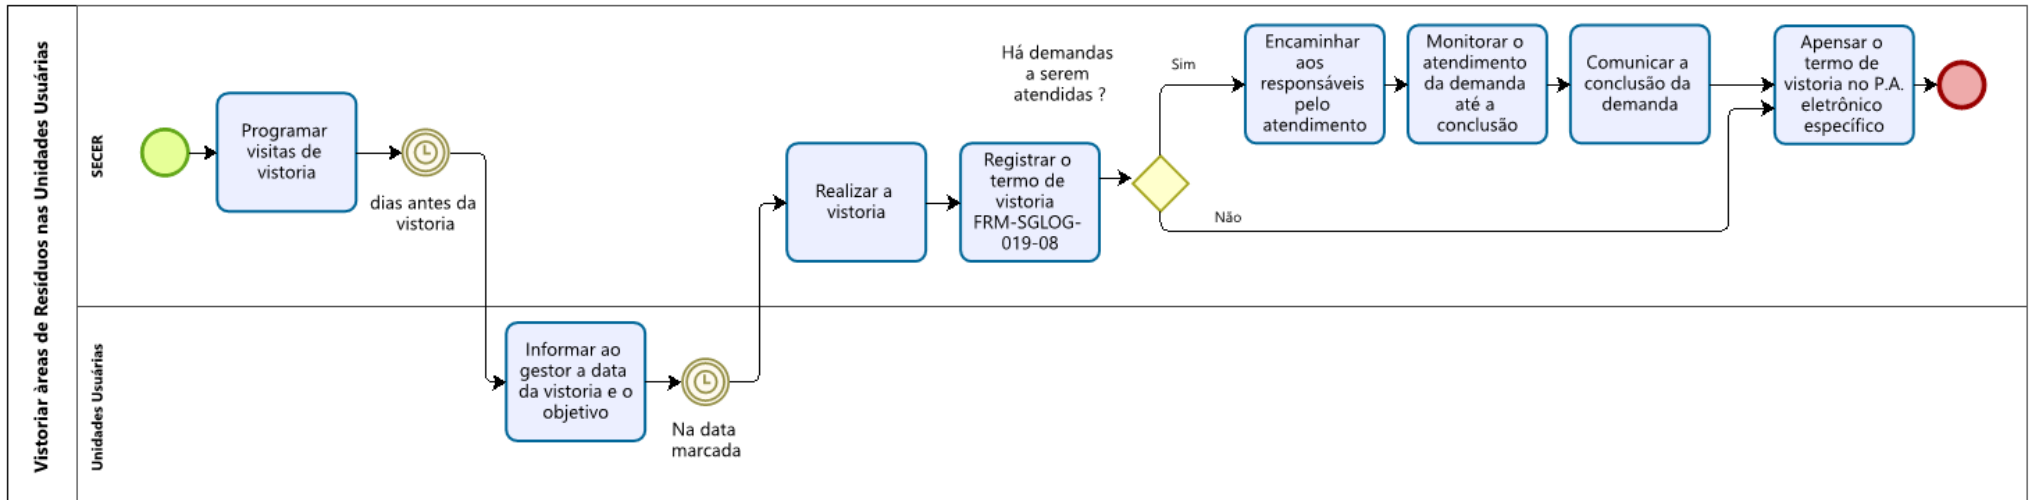 Vistoriar àreas de Resíduos nas Unidades Usuárias
SECER
Programar
visitas de
vistoria
dias antes da
vistoria
Realizar a
vistoria
Registrar o
termo de
vistoria
FRM-SGLOG-
019-08
Há demandas
a serem
atendidas ?
Sim
Não
Encaminhar
aos
responsáveis
pelo
atendimento
Monitorar o
atendimento
da demanda
até a
conclusão
Comunicar a
conclusão da
demanda
Apensar o
termo de
vistoria no P.A.
eletrônico
específico
Unidades Usuárias
Informar ao
gestor a data
da vistoria e o
objetivo
Na data
marcada